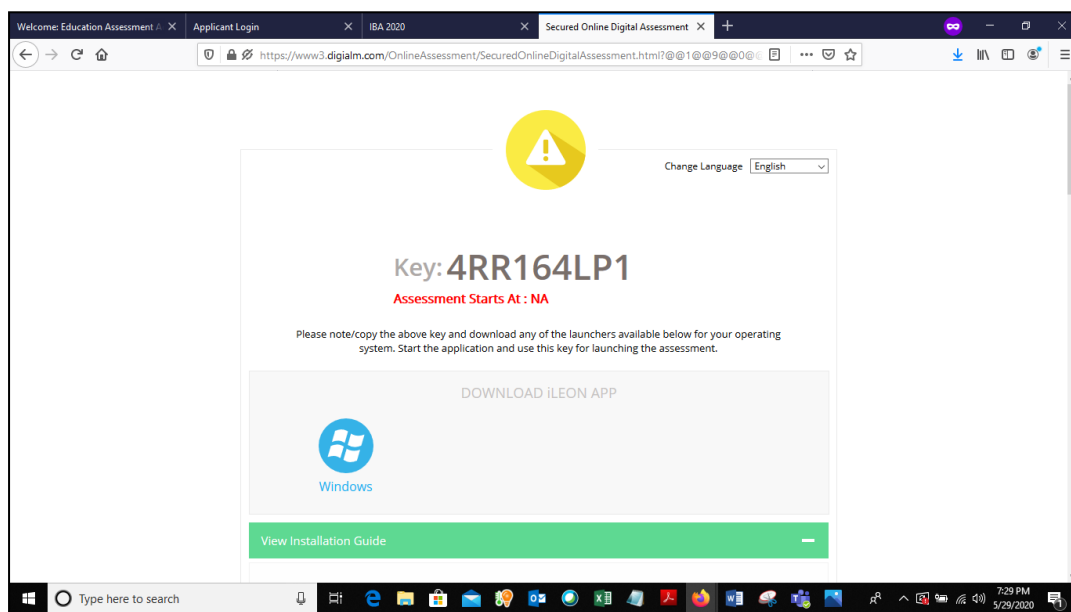 Welcome: Education Assessment A
Applicant Login
IBA 2020
Secured Online Digital Assessment
https://www3.digialm.com/OnlineAssessment/SecuredOnlineDigitalAssessment.html?@@1@@9@@0@
Change Language English
Key: 4RR164LP1
Assessment Starts At : NA
Please note/copy the above key and download any of the launchers available below for your operating
system. Start the application and use this key for launching the assessment.
DOWNLOAD iLEON APP
Windows
View Installation Guide
Type here to search
7:29 PM
5/29/2020